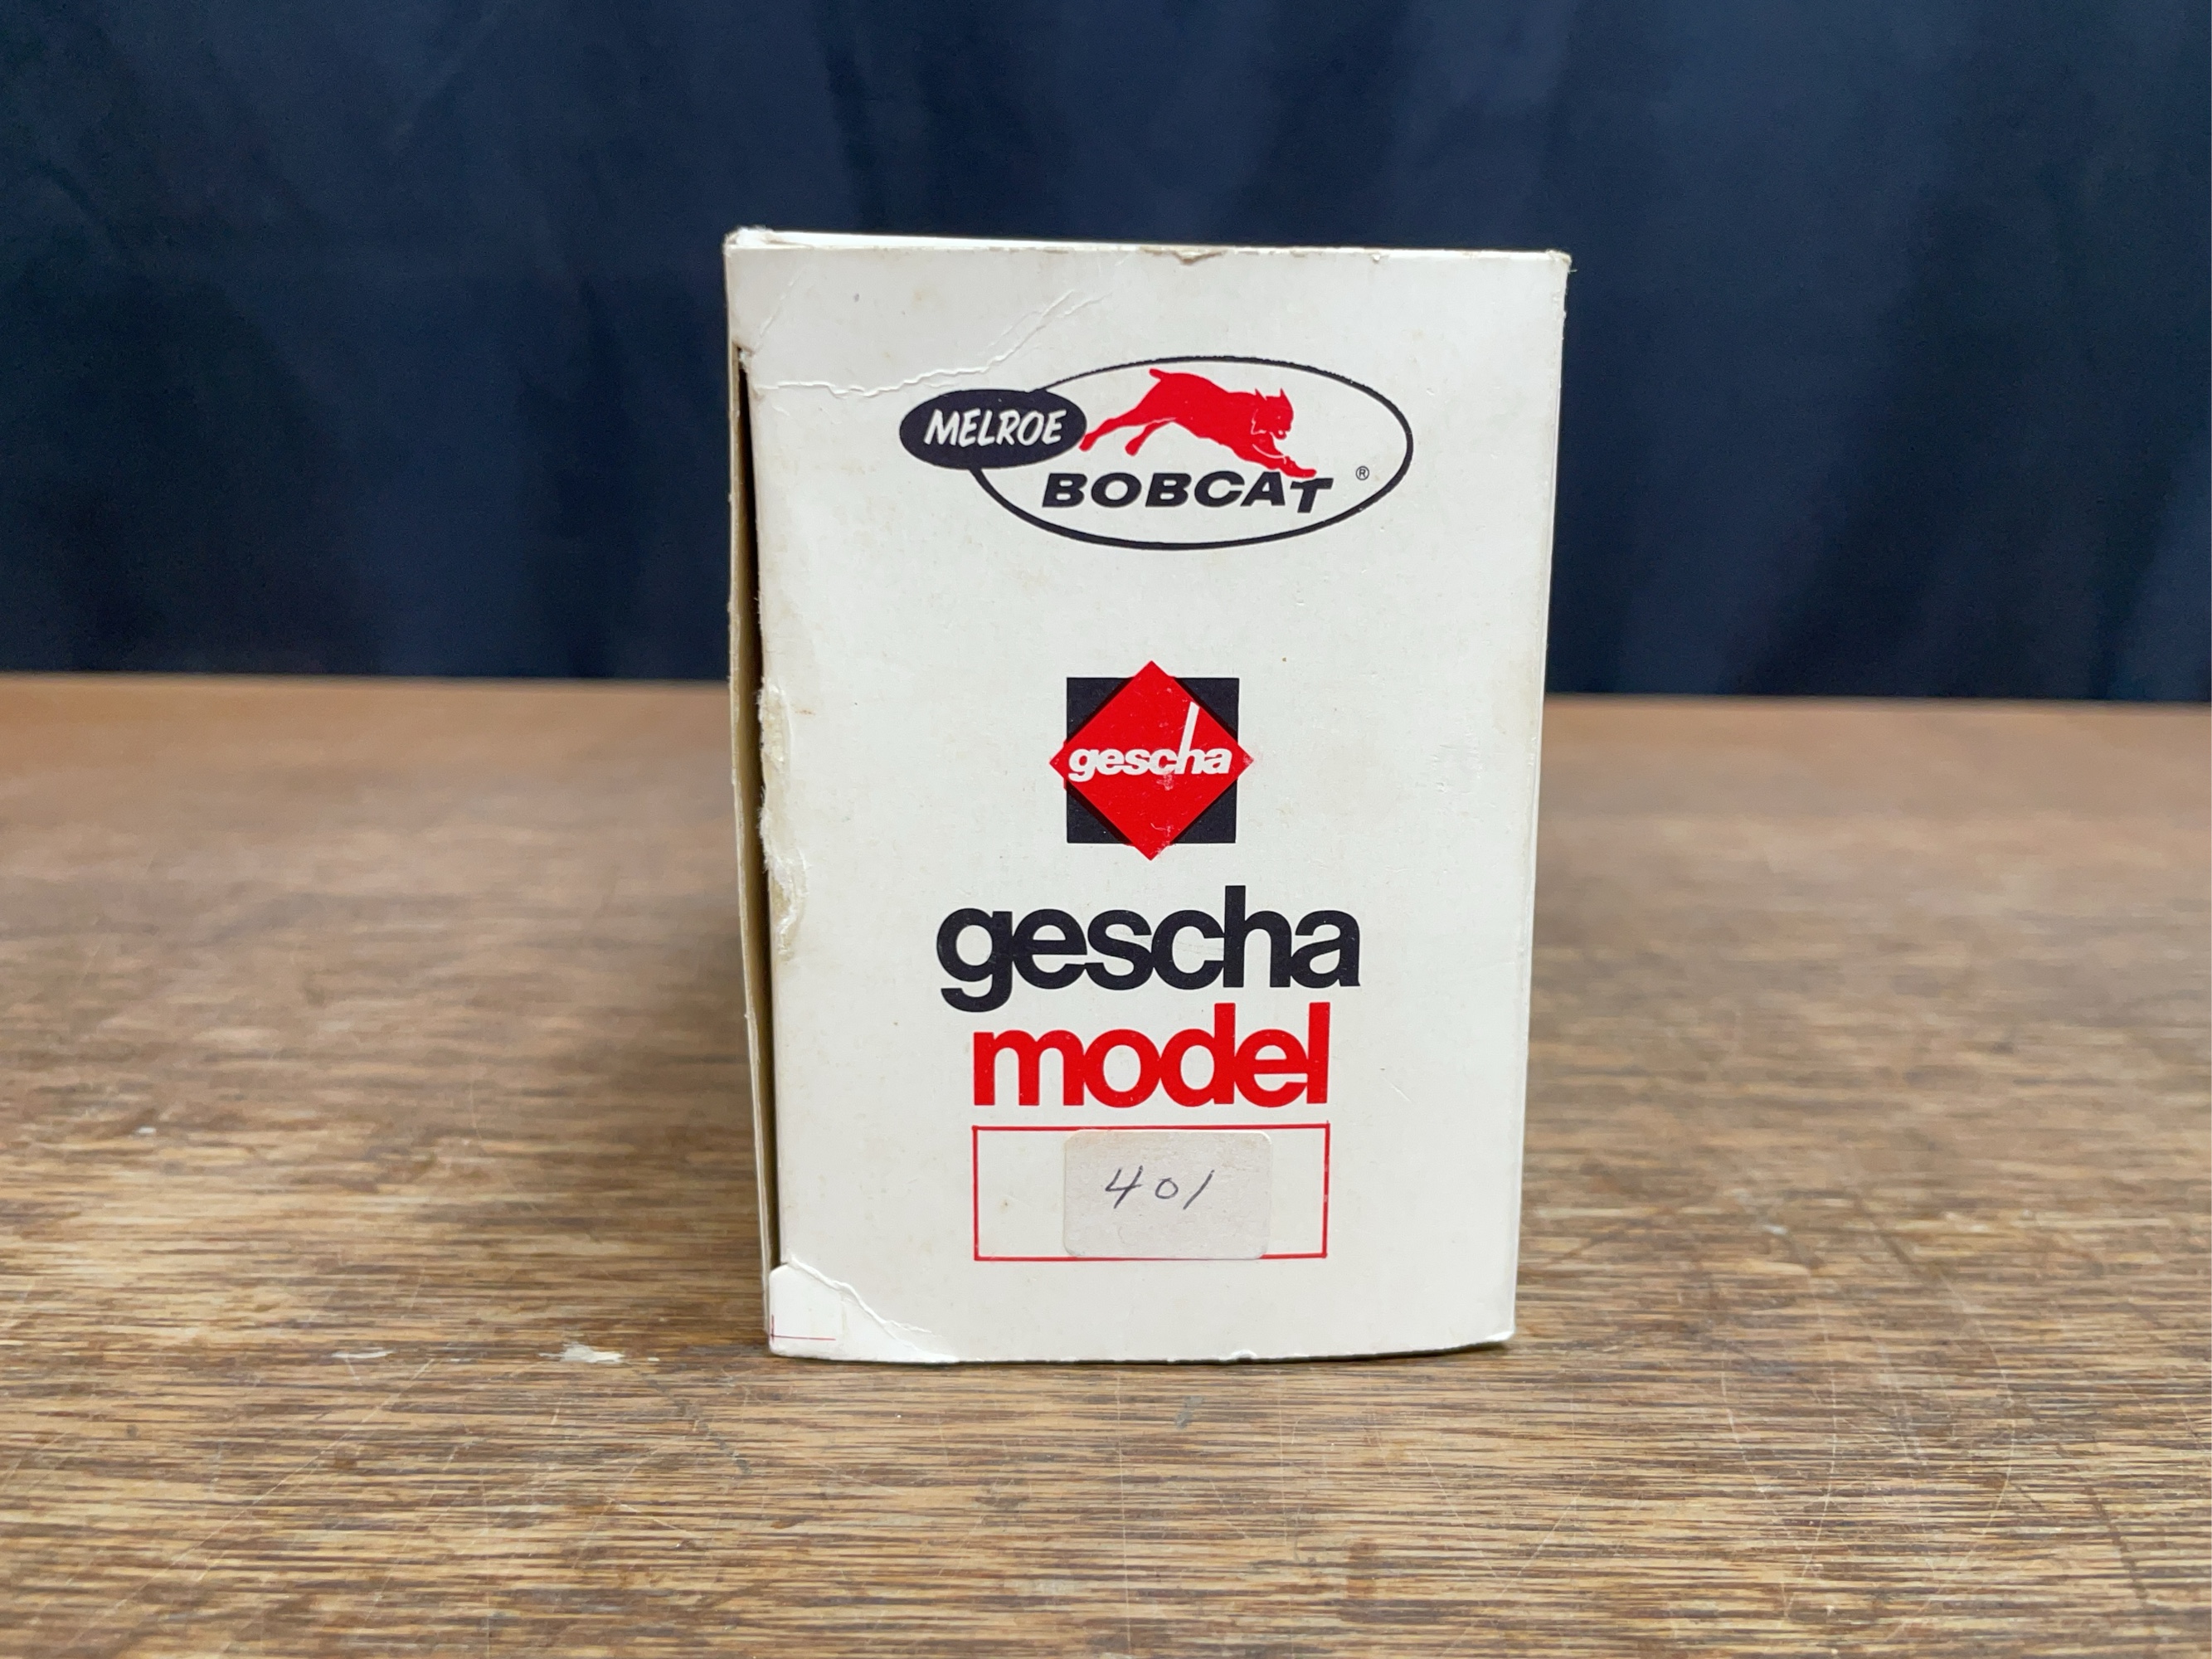 MELROE
BOBCAT ®
gescha
gescha
model
401